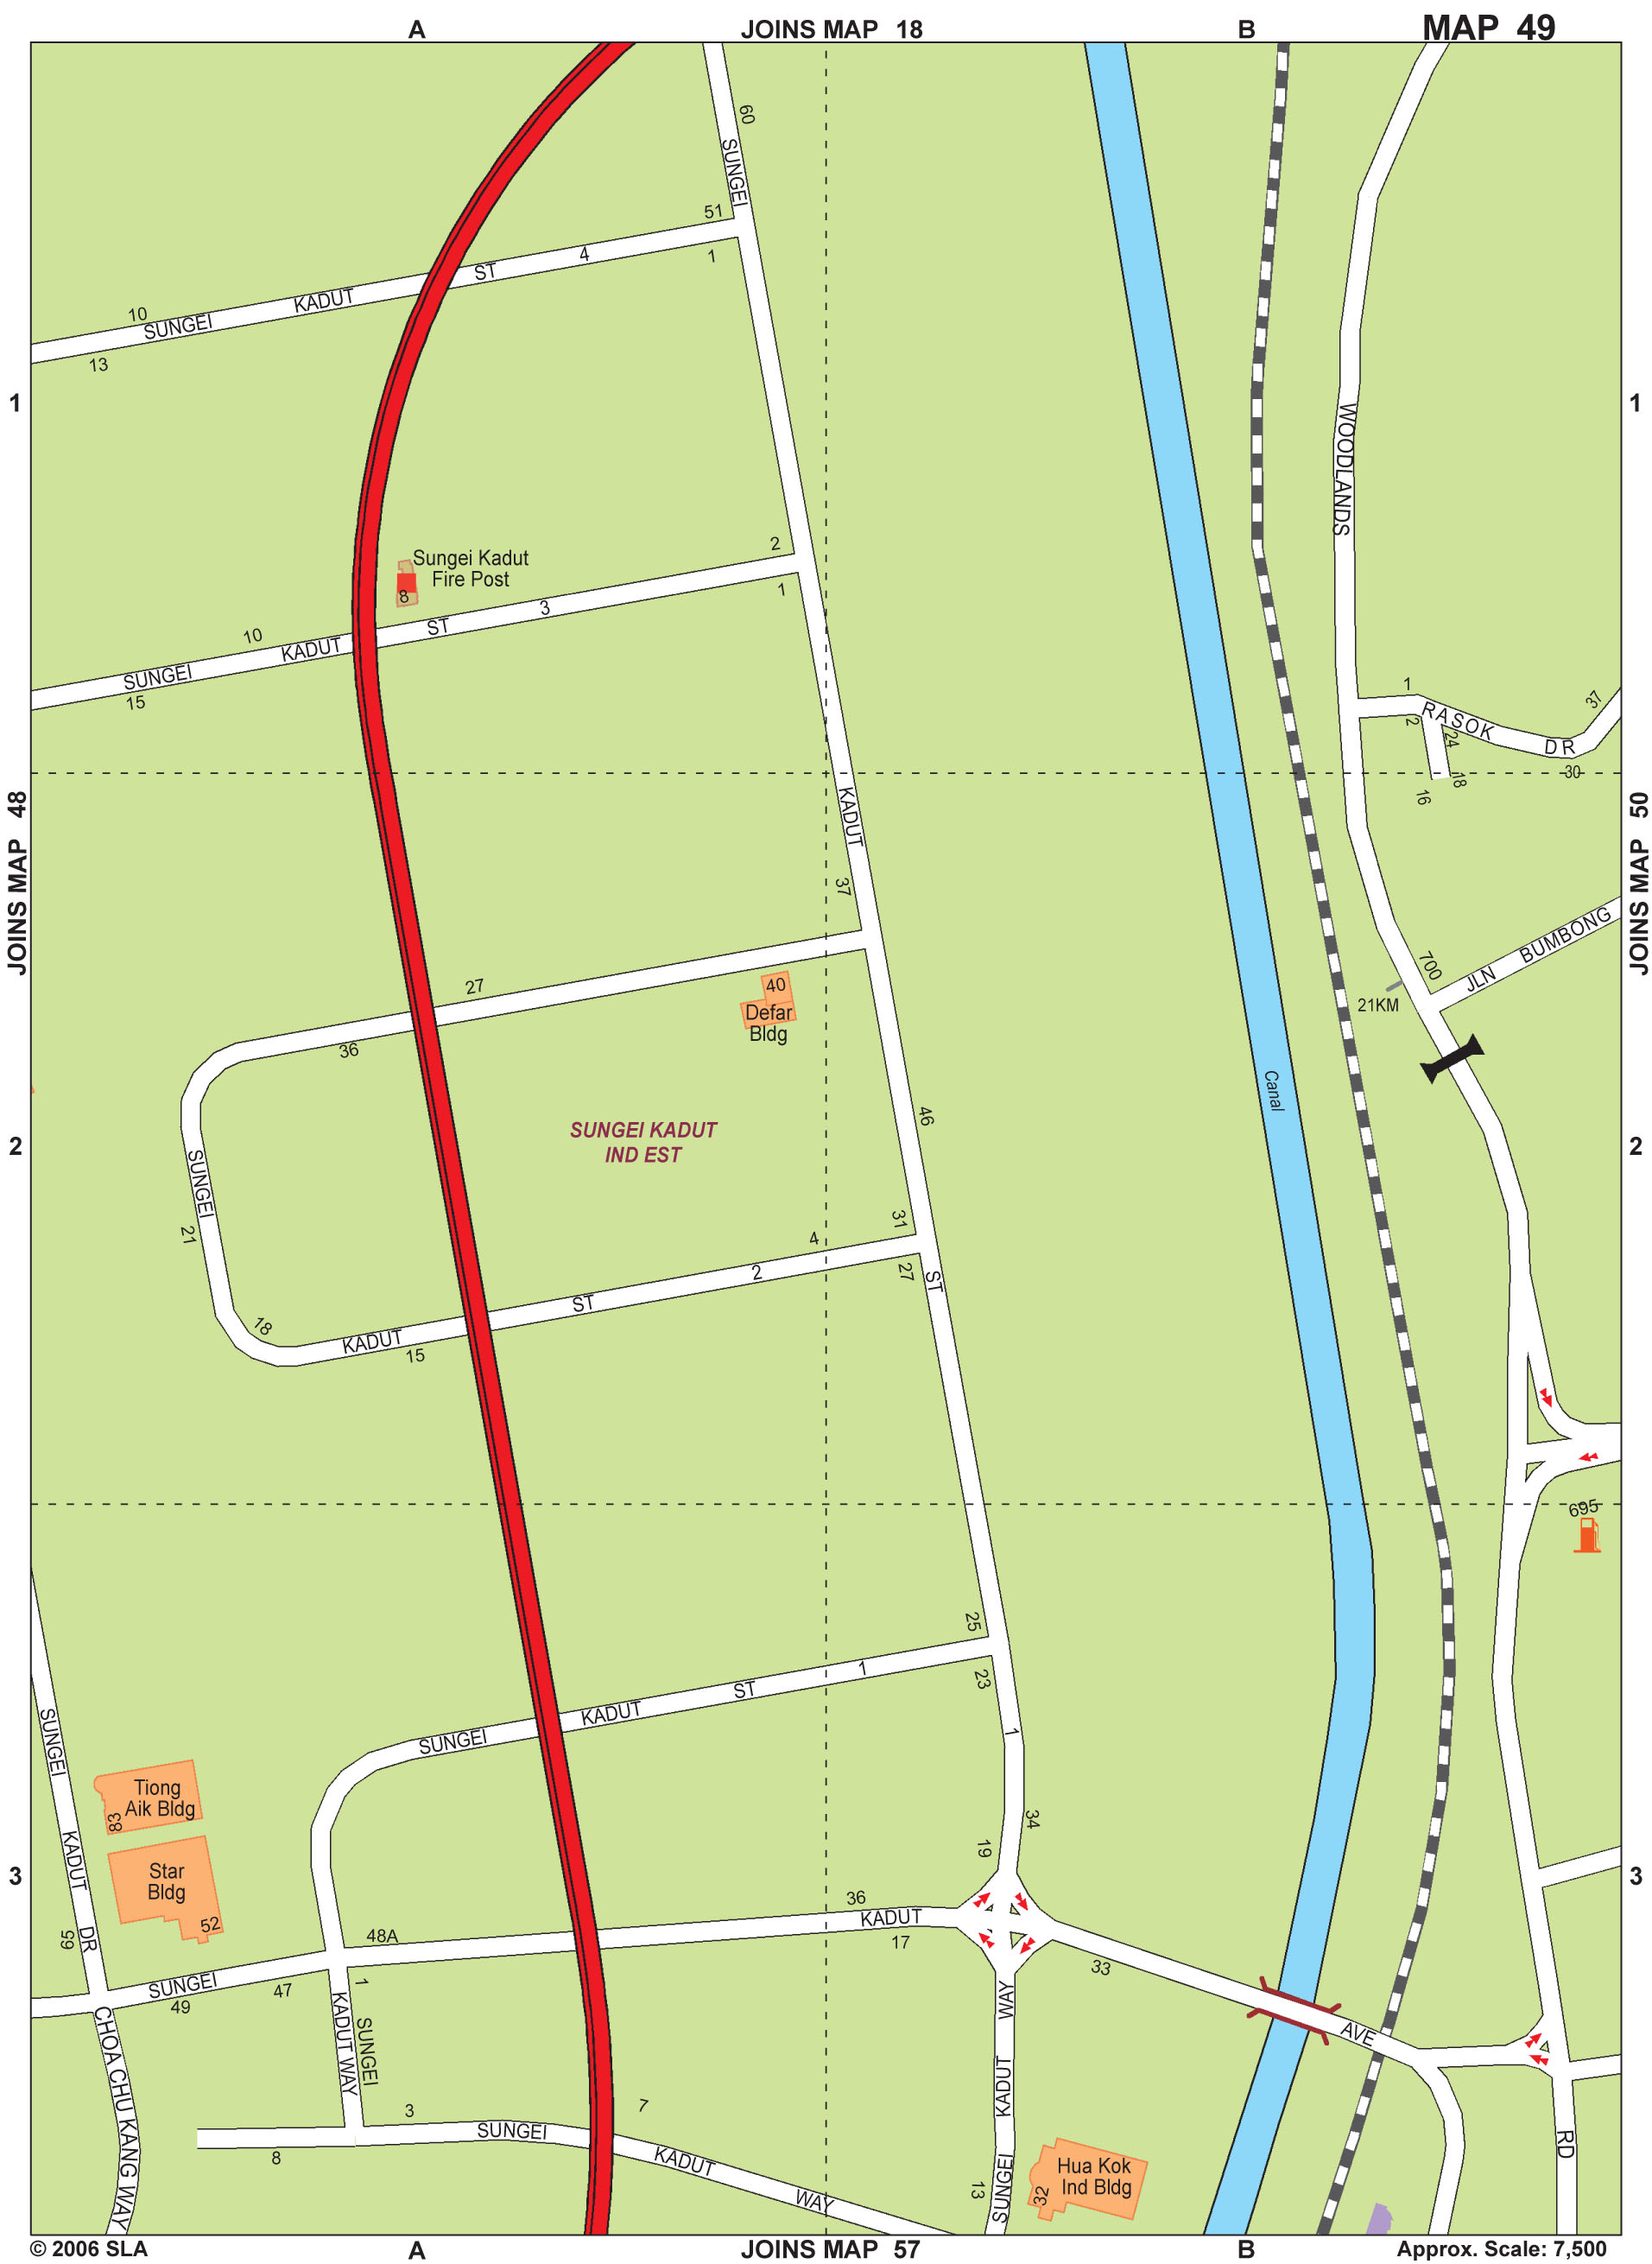 A JOINS MAP 18 B MAP 49
60
SUNGEI
51
10 SUNGEI KADUT ST 4 1
13
1 1
WOODLANDS
Sungei Kadut
Fire Post
8
2
10 SUNGEI KADUT ST 3 1
15
1 37
RASOK DR
2 24
30
16 18
JOINS MAP 48
JOINS MAP 50
KADUT
37
JLN BUMBONG
700
21KM
27
40
Defar
Bldg
36
Canal
46
SUNGEI KADUT
IND EST
2 2
SUNGEI
21
31
4
27
18 KADUT ST 2 ST
15
695
25
SUNGEI KADUT ST 1
23
1
SUNGEI KADUT DR
Tiong
Aik Bldg
83
34
19
Star
Bldg
52
65
3 3
36
48A KADUT
17
33
SUNGEI
49 47
1
KADUT WAY
SUNGEI
CHOA CHU KANG WAY
SUNGEI KADUT WAY
AVE
3
7
SUNGEI KADUT WAY
8
RD
13
Hua Kok
Ind Bldg
32
© 2006 SLA A JOINS MAP 57 B Approx. Scale: 7,500